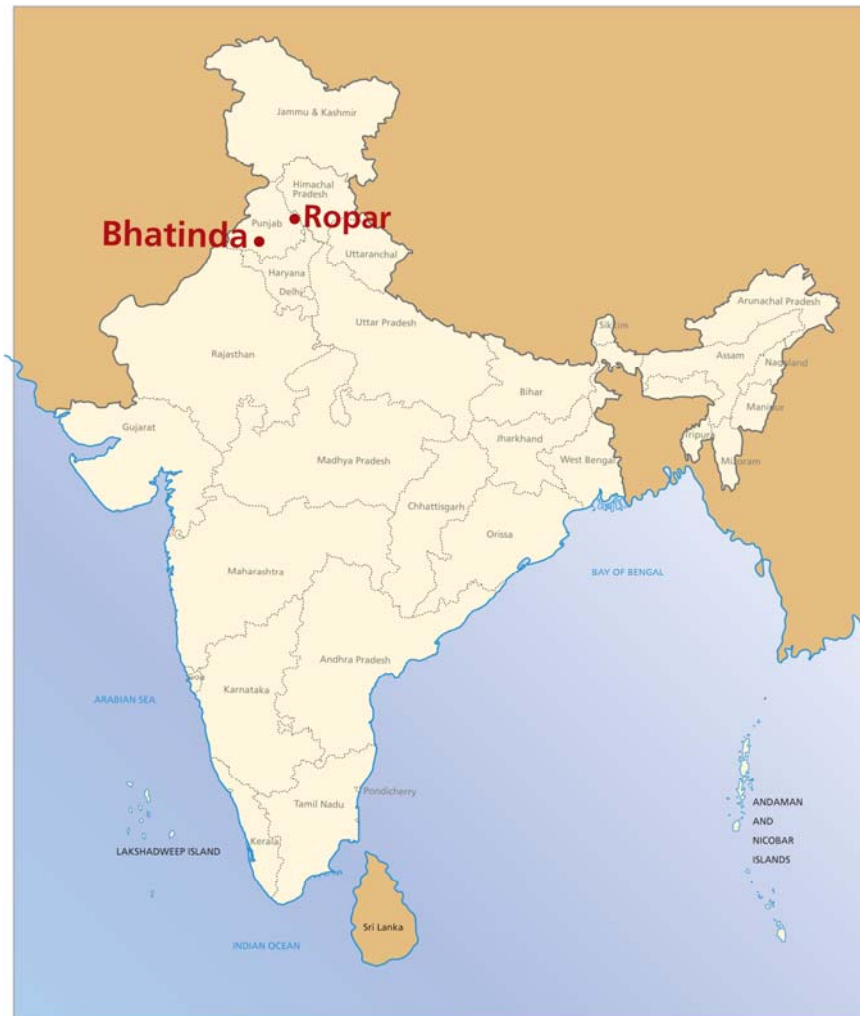 Jammu & Kashmir
Himachal
Pradesh
Ropar
Punjab
Bhatinda
Uttaranchal
Haryana
Delhi
Arunachal Pradesh
Uttar Pradesh
Sikkim
Rajasthan
Assam
Nagaland
Bihar
Manipur
Gujarat
Jharkhand
Tripura
West Bengal
Madhya Pradesh
Mizoram
Chhattisgarh
Orissa
Maharashtra
BAY OF BENGAL
Andhra Pradesh
Goa
Karnataka
ARABIAN SEA
Pondicherry
Tamil Nadu
ANDAMAN
AND
NICOBAR
ISLANDS
Kerala
LAKSHADWEEP ISLAND
Sri Lanka
INDIAN OCEAN